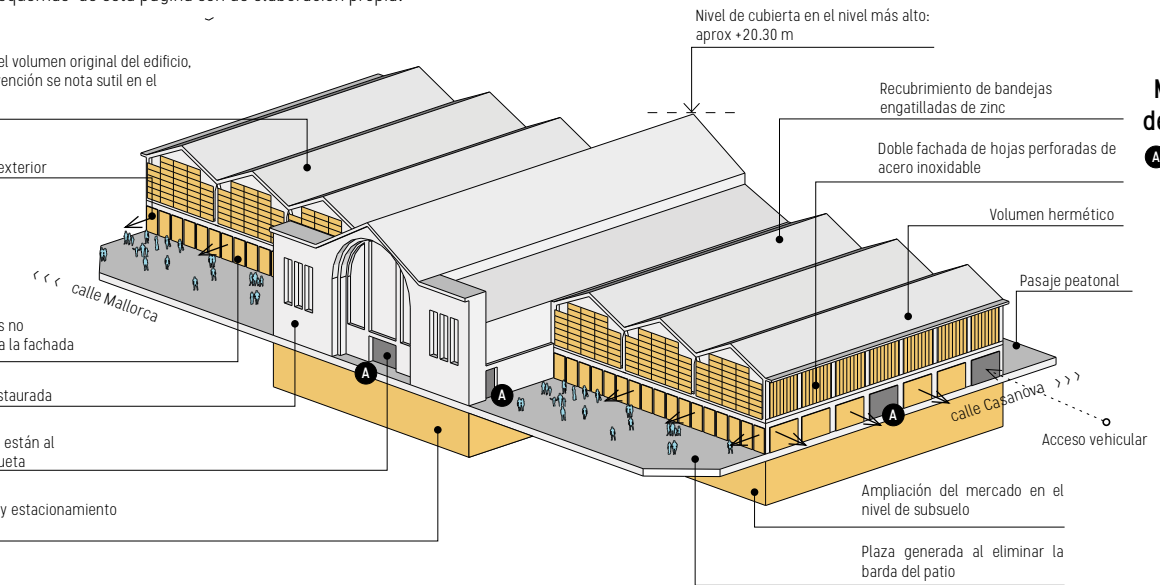 esquemas de esta página son de elaboración propia.
Nivel de cubierta en el nivel más alto:
aprox +20.30 m
el volumen original del edificio,
ención se nota sutil en el
Recubrimiento de bandejas
engatilladas de zinc
Doble fachada de hojas perforadas de
acero inoxidable
M
de
A
exterior
Volumen hermético
Pasaje peatonal
‹ ‹ ‹ calle Mallorca
s no
a la fachada
A
A
A
calle Casanova › › ›
staurada
Acceso vehicular
están al
ueta
Ampliación del mercado en el
nivel de subsuelo
y estacionamiento
Plaza generada al eliminar la
barda del patio